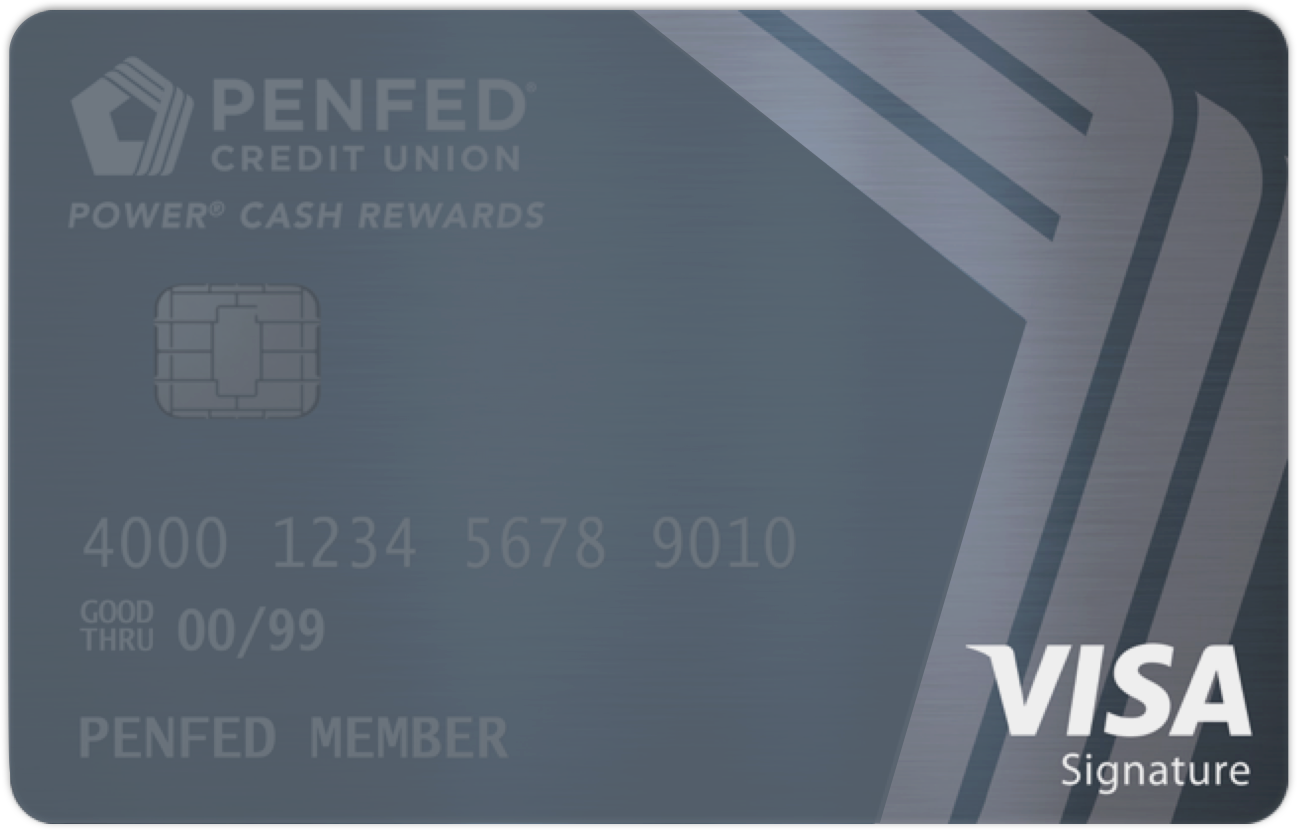 PENFED®
CREDIT UNION
POWER® CASH REWARDS
4000 1234 5678 9010
GOOD
THRU 00/99
PENFED MEMBER
VISA
Signature